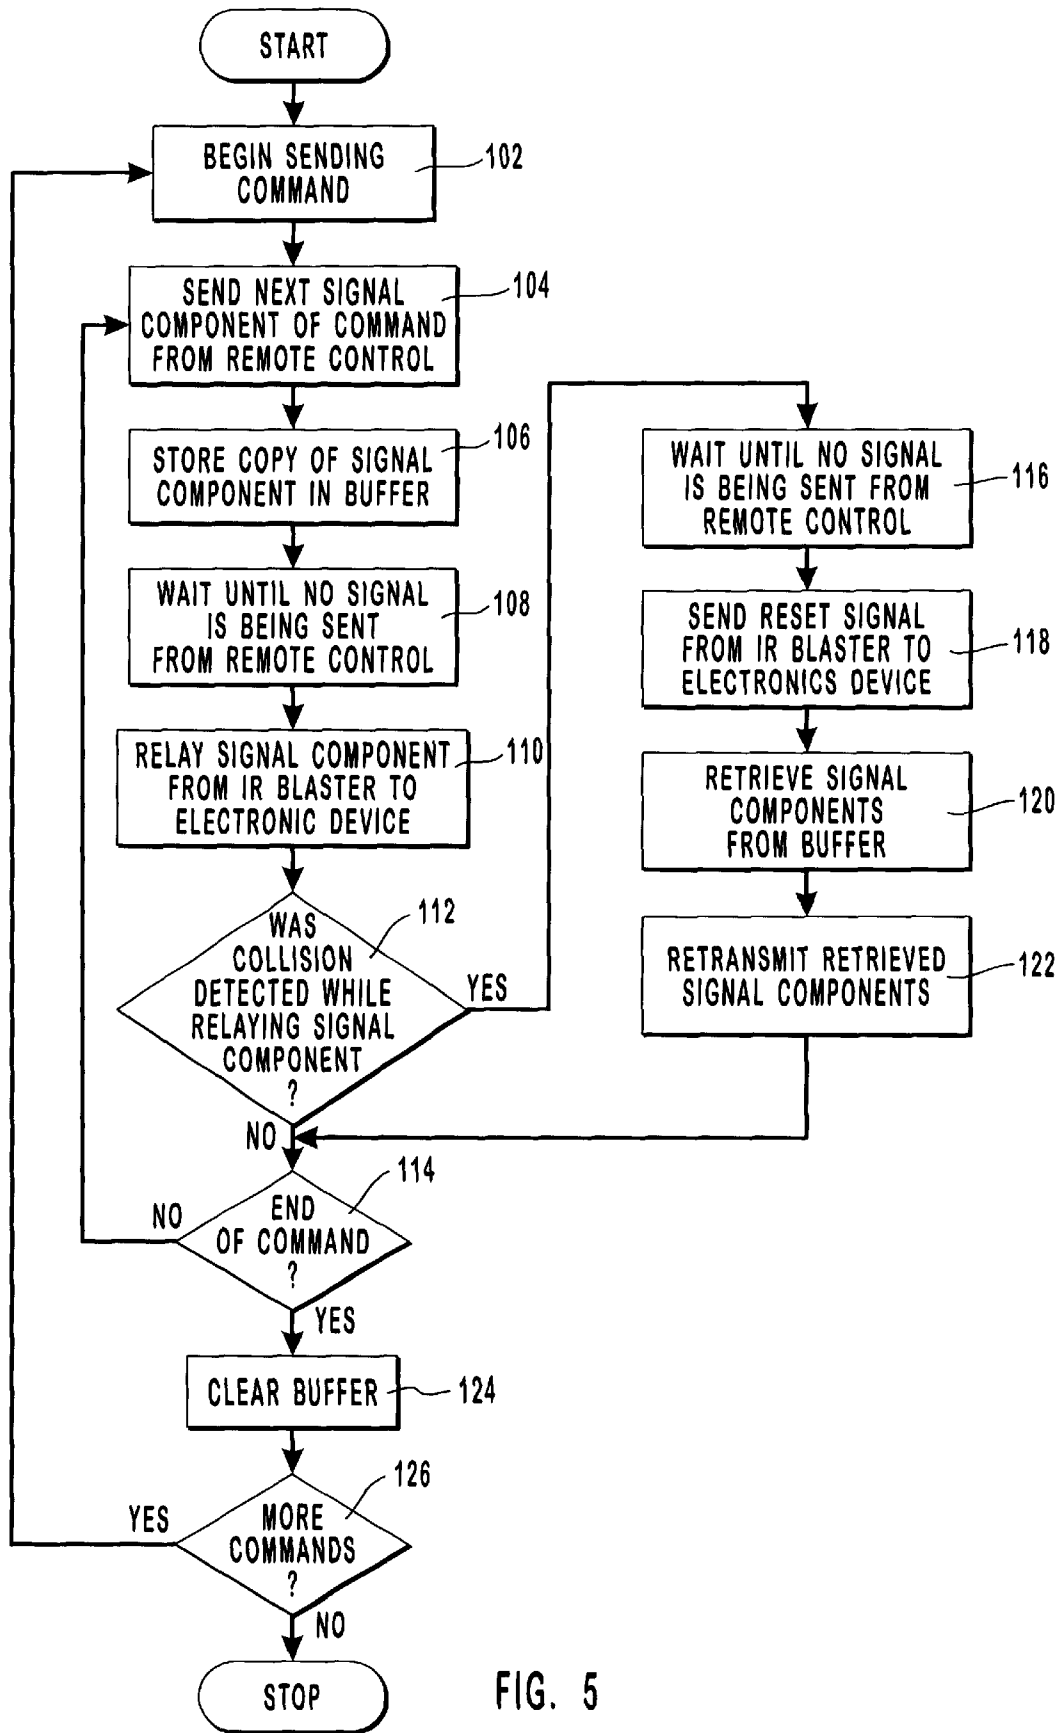 START
BEGIN SENDING
COMMAND
102
SEND NEXT SIGNAL
COMPONENT OF COMMAND
FROM REMOTE CONTROL
104
STORE COPY OF SIGNAL
COMPONENT IN BUFFER
106
WAIT UNTIL NO SIGNAL
IS BEING SENT
FROM REMOTE CONTROL
108
RELAY SIGNAL COMPONENT
FROM IR BLASTER TO
ELECTRONIC DEVICE
110
WAS
COLLISION
DETECTED WHILE
RELAYING SIGNAL
COMPONENT
?
112
YES
NO
WAIT UNTIL NO SIGNAL
IS BEING SENT FROM
REMOTE CONTROL
116
SEND RESET SIGNAL
FROM IR BLASTER TO
ELECTRONICS DEVICE
118
RETRIEVE SIGNAL
COMPONENTS
FROM BUFFER
120
RETRANSMIT RETRIEVED
SIGNAL COMPONENTS
122
END
OF COMMAND
?
114
NO
YES
CLEAR BUFFER
124
MORE
COMMANDS
?
126
YES
NO
STOP
FIG. 5